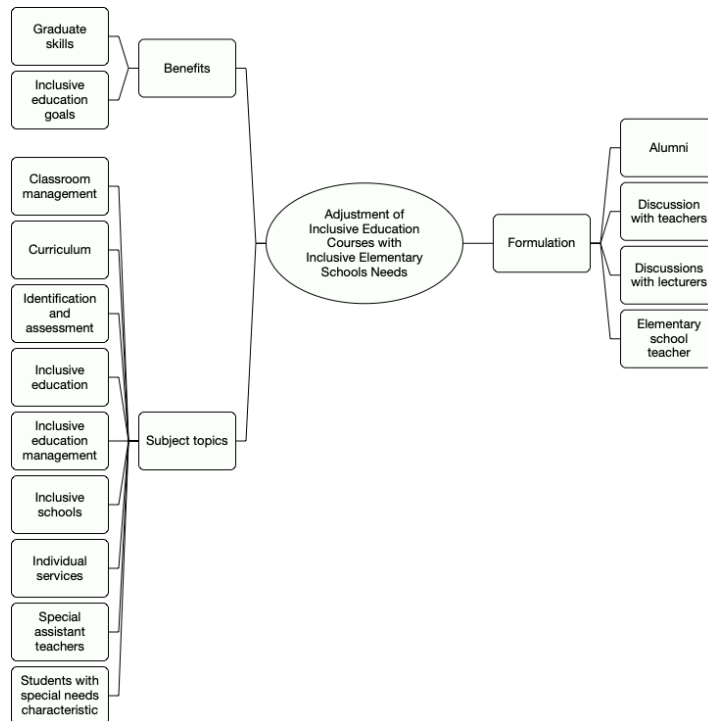 Graduate
skills
Inclusive
education
goals
Benefits
Classroom
management
Curriculum
Identification
and
assessment
Inclusive
education
Inclusive
education
management
Inclusive
schools
Individual
services
Special
assistant
teachers
Students with
special needs
characteristic
Subject topics
Adjustment of
Inclusive Education
Courses with
Inclusive Elementary
Schools Needs
Formulation
Alumni
Discussion
with teachers
Discussions
with lecturers
Elementary
school
teacher